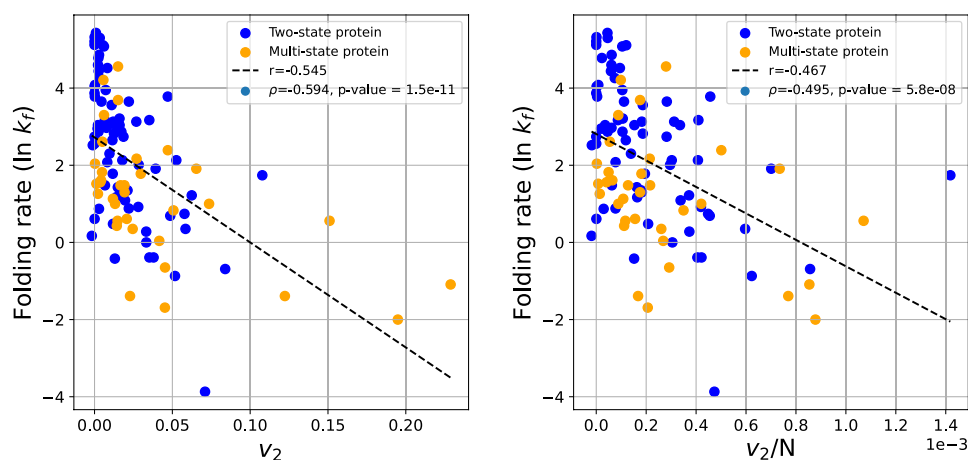 Two-state protein
Multi-state protein
r=-0.545
ρ=-0.594, p-value = 1.5e-11
Folding rate (ln k_f)
4
2
0
−2
−4
0.00 0.05 0.10 0.15 0.20
v_2
Two-state protein
Multi-state protein
r=-0.467
ρ=-0.495, p-value = 5.8e-08
Folding rate (ln k_f)
4
2
0
−2
−4
0.0 0.2 0.4 0.6 0.8 1.0 1.2 1.4
1e−3
v_2/N